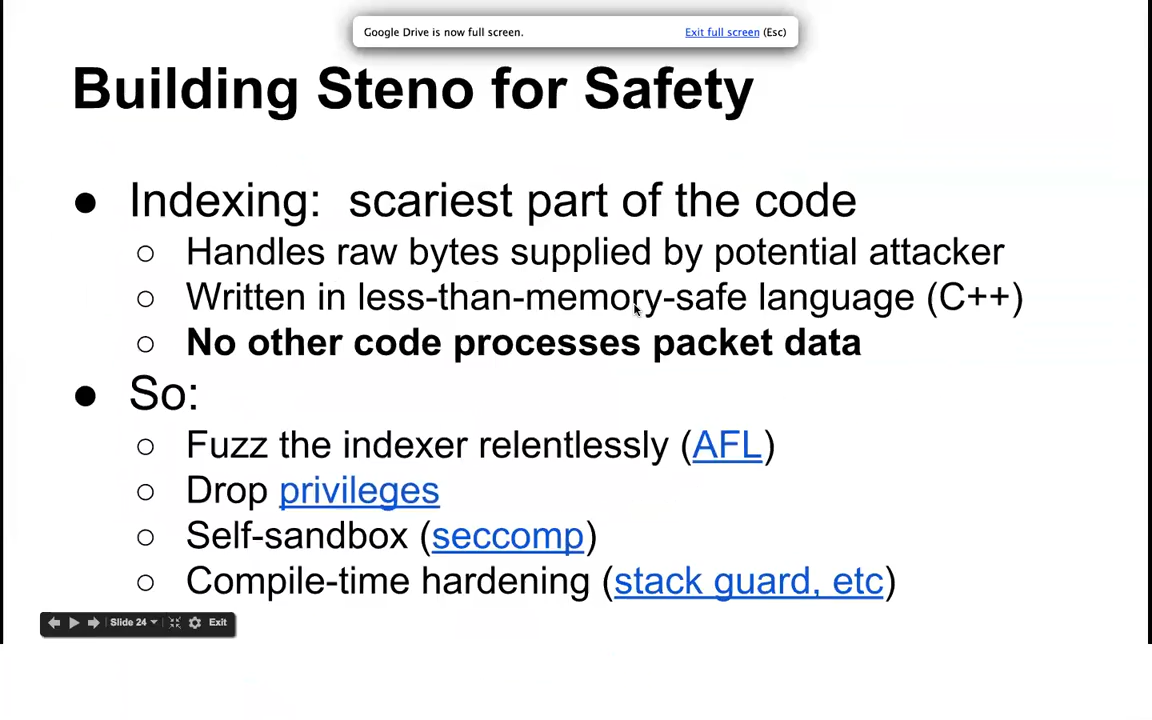 Google Drive is now full screen. Exit full screen (Esc)
Building Steno for Safety
● Indexing: scariest part of the code
○ Handles raw bytes supplied by potential attacker
○ Written in less-than-memory-safe language (C++)
○ No other code processes packet data
● So:
○ Fuzz the indexer relentlessly (AFL)
○ Drop privileges
○ Self-sandbox (seccomp)
○ Compile-time hardening (stack guard, etc)
Slide 24 Exit